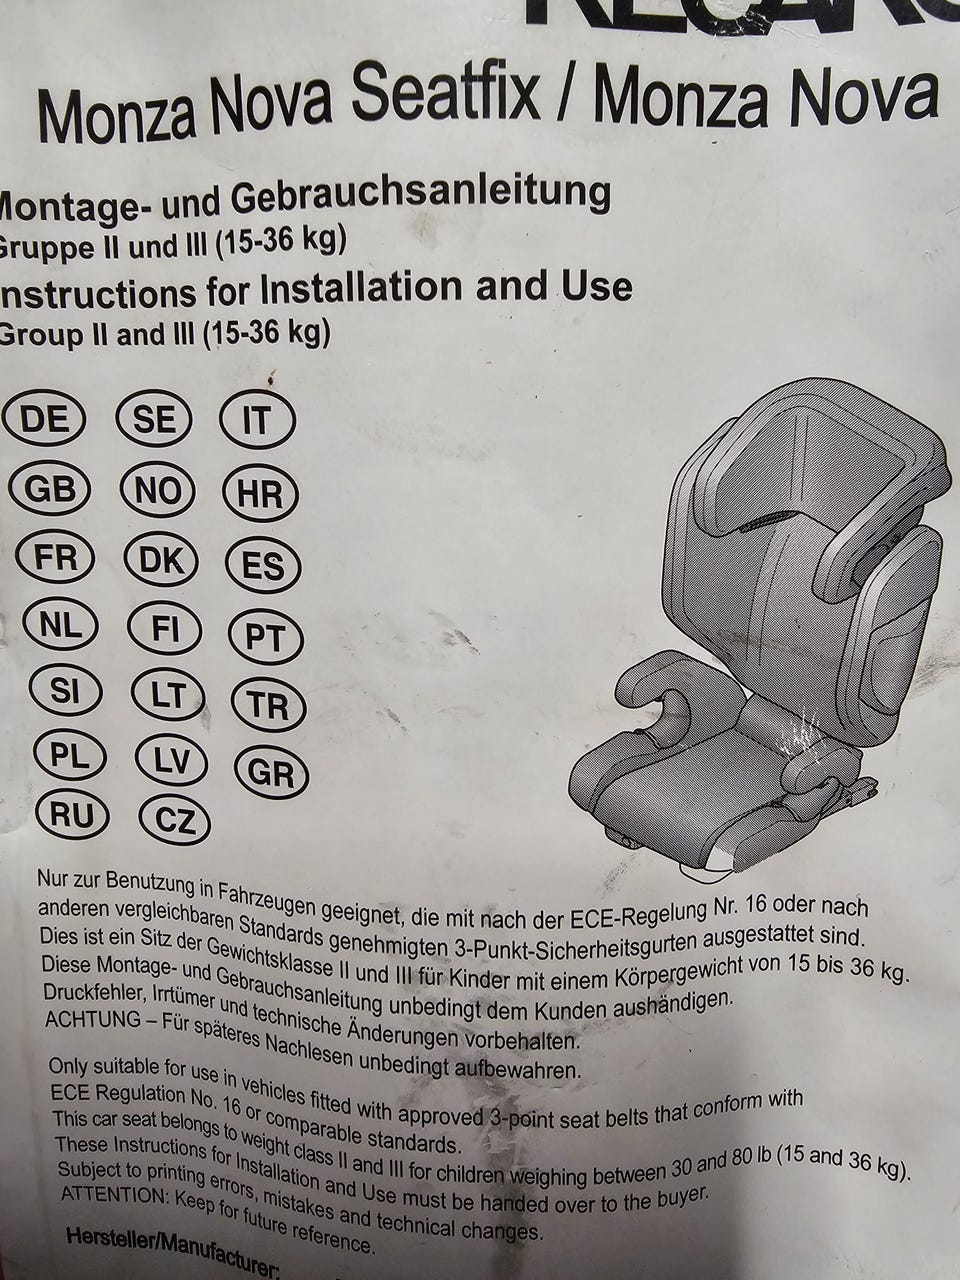 RECARO
Monza Nova Seatfix / Monza Nova
Montage- und Gebrauchsanleitung
Gruppe II und III (15-36 kg)
Instructions for Installation and Use
Group II and III (15-36 kg)
DE SE IT
GB NO HR
FR DK ES
NL FI PT
SI LT TR
PL LV GR
RU CZ
Nur zur Benutzung in Fahrzeugen geeignet, die mit nach der ECE-Regelung Nr. 16 oder nach
anderen vergleichbaren Standards genehmigten 3-Punkt-Sicherheitsgurten ausgestattet sind.
Dies ist ein Sitz der Gewichtsklasse II und III für Kinder mit einem Körpergewicht von 15 bis 36 kg.
Diese Montage- und Gebrauchsanleitung unbedingt dem Kunden aushändigen.
Druckfehler, Irrtümer und technische Änderungen vorbehalten.
ACHTUNG – Für späteres Nachlesen unbedingt aufbewahren.
Only suitable for use in vehicles fitted with approved 3-point seat belts that conform with
ECE Regulation No. 16 or comparable standards.
This car seat belongs to weight class II and III for children weighing between 30 and 80 lb (15 and 36 kg).
These Instructions for Installation and Use must be handed over to the buyer.
Subject to printing errors, mistakes and technical changes.
ATTENTION: Keep for future reference.
Hersteller/Manufacturer: